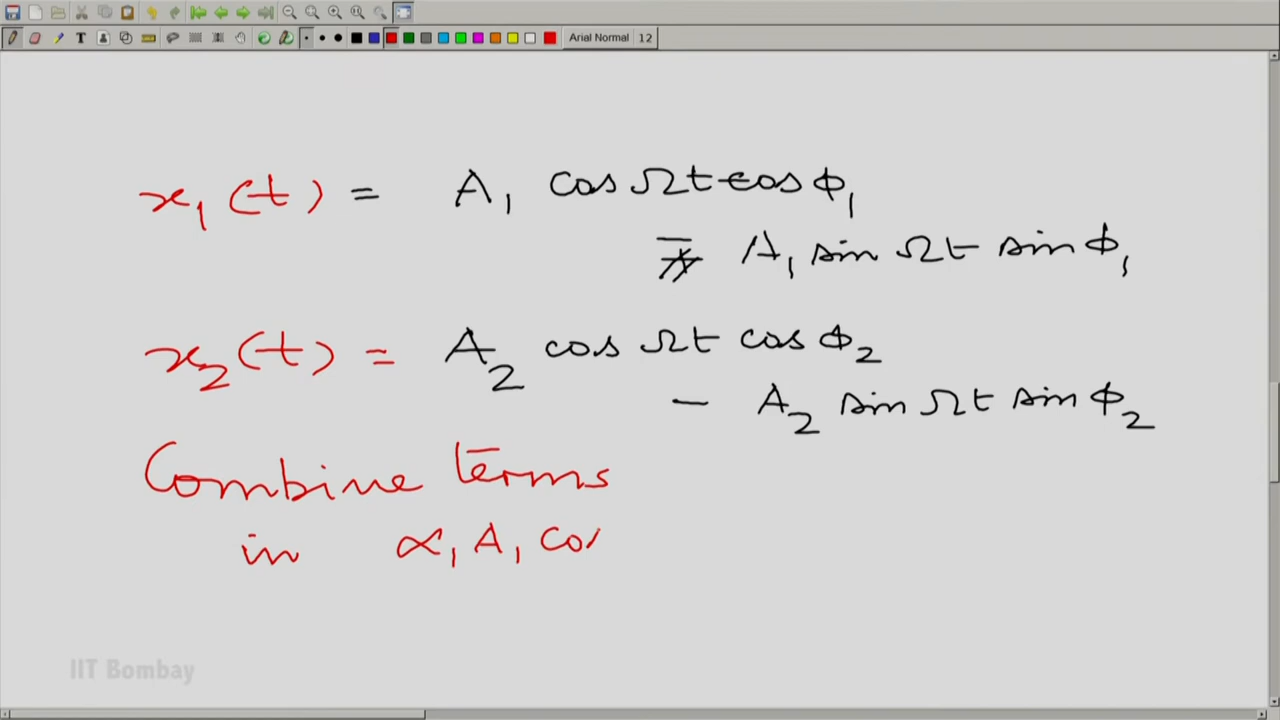 Arial Normal 12
x₁(t) = A₁ cos Ωt cos ϕ₁
− A₁ sin Ωt sin ϕ₁
x₂(t) = A₂ cos Ωt cos ϕ₂
− A₂ sin Ωt sin ϕ₂
Combine terms
in α₁ A₁ cos
IIT Bombay